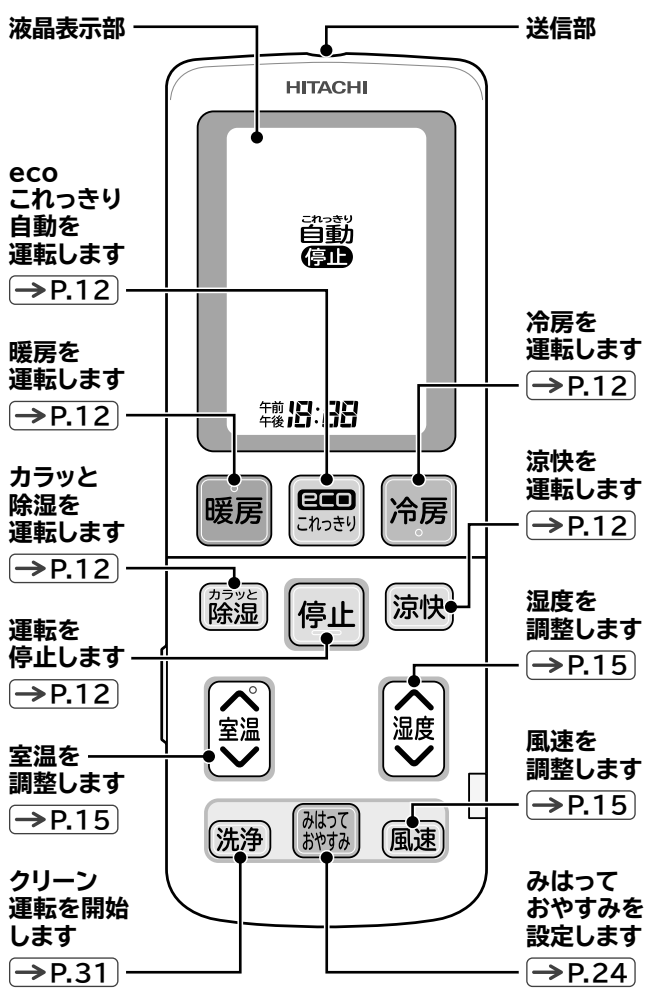 液晶表示部
送信部
HITACHI
eco
これっきり
自動を
運転します
→P.12
これっきり
自動
停止
暖房を
運転します
→P.12
冷房を
運転します
→P.12
午前
午後 18:88
カラッと
除湿を
運転します
→P.12
涼快を
運転します
→P.12
暖房
eco
これっきり
冷房
カラッと
除湿
停止
涼快
運転を
停止します
→P.12
湿度を
調整します
→P.15
室温
湿度
室温を
調整します
→P.15
風速を
調整します
→P.15
洗浄
みはって
おやすみ
風速
クリーン
運転を開始
します
→P.31
みはって
おやすみを
設定します
→P.24